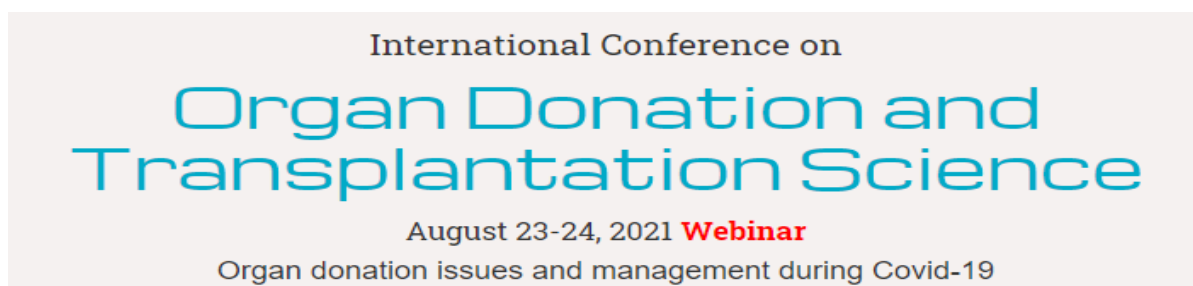 International Conference on
Organ Donation and
Transplantation Science
August 23-24, 2021 Webinar
Organ donation issues and management during Covid-19